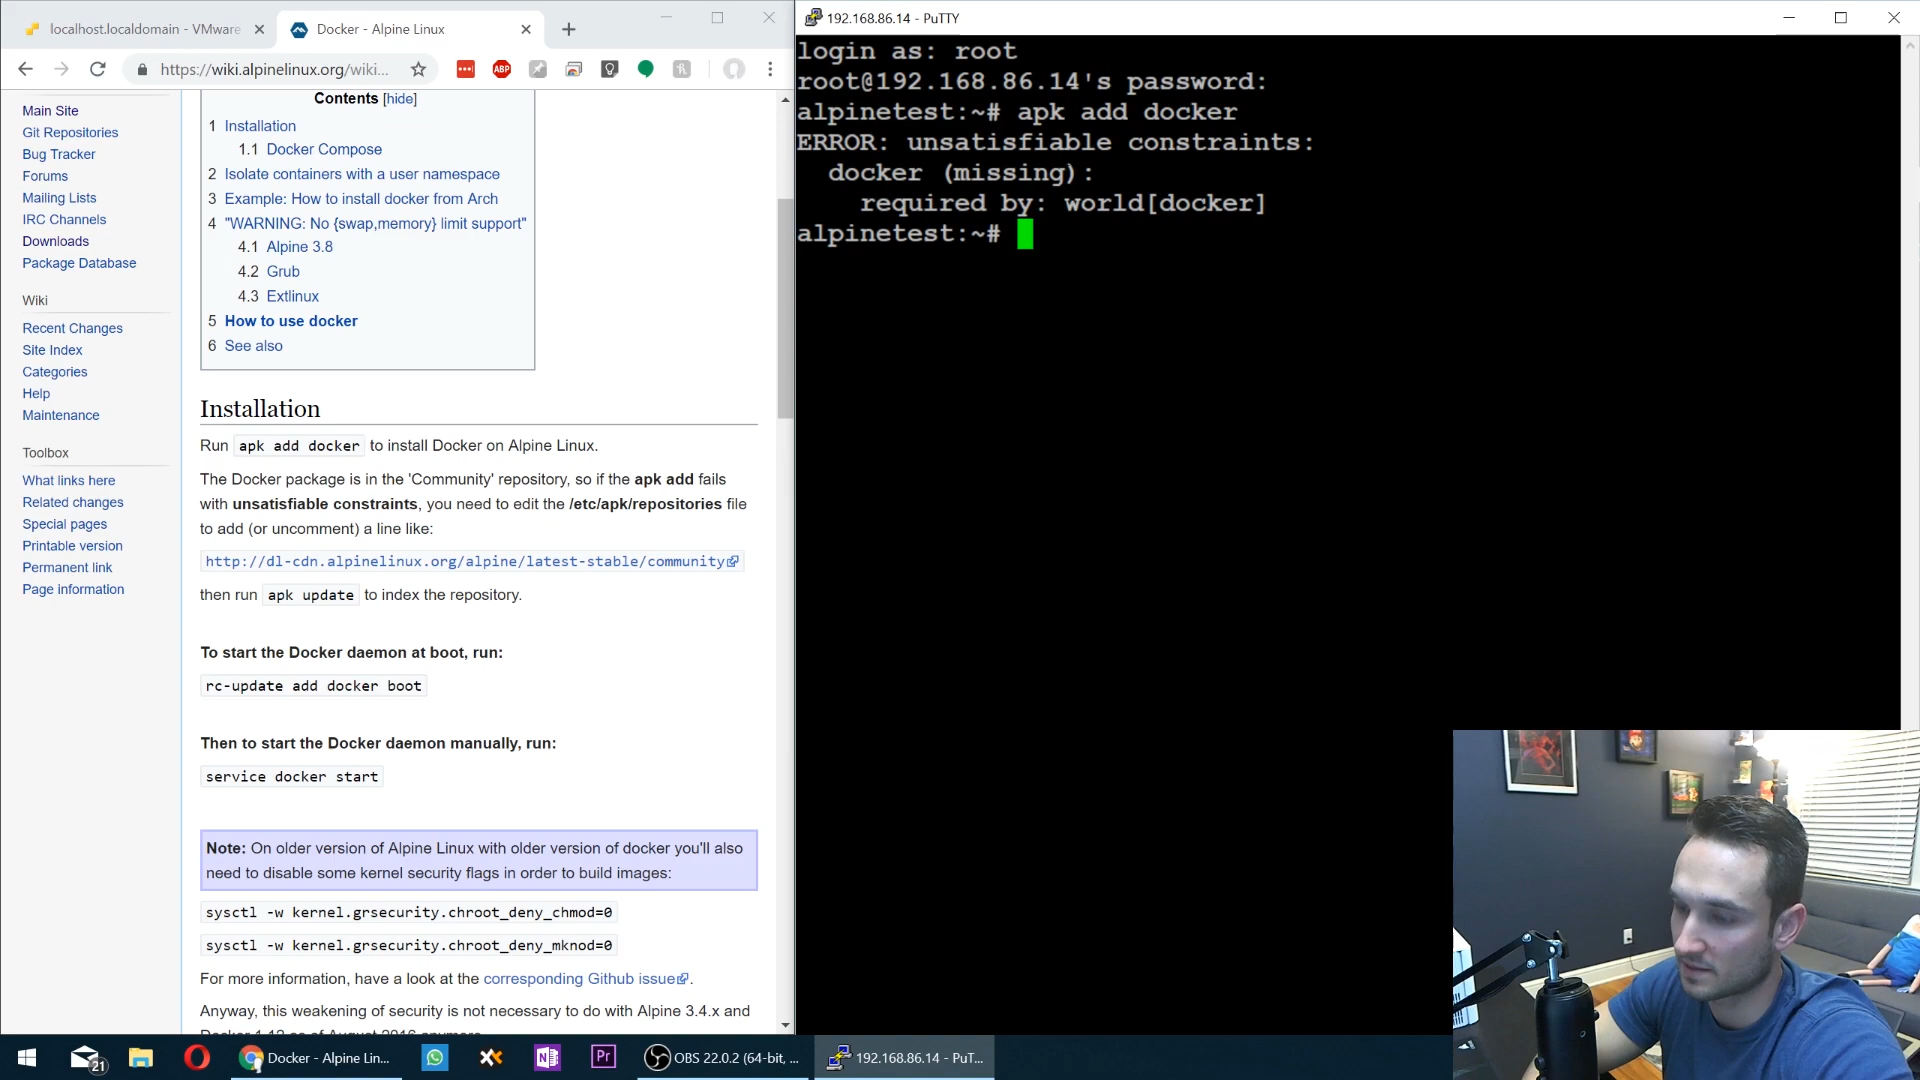 localhost.localdomain - VMware
Docker - Alpine Linux
https://wiki.alpinelinux.org/wiki...
ABP
Main Site
Git Repositories
Bug Tracker
Forums
Mailing Lists
IRC Channels
Downloads
Package Database
Wiki
Recent Changes
Site Index
Categories
Help
Maintenance
Toolbox
What links here
Related changes
Special pages
Printable version
Permanent link
Page information
Contents [hide]
1 Installation
1.1 Docker Compose
2 Isolate containers with a user namespace
3 Example: How to install docker from Arch
4 "WARNING: No {swap,memory} limit support"
4.1 Alpine 3.8
4.2 Grub
4.3 Extlinux
5 How to use docker
6 See also
Installation
Run apk add docker to install Docker on Alpine Linux.
The Docker package is in the 'Community' repository, so if the apk add fails
with unsatisfiable constraints, you need to edit the /etc/apk/repositories file
to add (or uncomment) a line like:
http://dl-cdn.alpinelinux.org/alpine/latest-stable/community
then run apk update to index the repository.
To start the Docker daemon at boot, run:
rc-update add docker boot
Then to start the Docker daemon manually, run:
service docker start
Note: On older version of Alpine Linux with older version of docker you'll also
need to disable some kernel security flags in order to build images:
sysctl -w kernel.grsecurity.chroot_deny_chmod=0
sysctl -w kernel.grsecurity.chroot_deny_mknod=0
For more information, have a look at the corresponding Github issue.
Anyway, this weakening of security is not necessary to do with Alpine 3.4.x and
Docker 1.12 as of August 2016 anymore.
192.168.86.14 - PuTTY
login as: root
root@192.168.86.14's password:
alpinetest:~# apk add docker
ERROR: unsatisfiable constraints:
docker (missing):
required by: world[docker]
alpinetest:~#
21
Docker - Alpine Lin...
N
Pr
OBS 22.0.2 (64-bit, ...
192.168.86.14 - PuT...